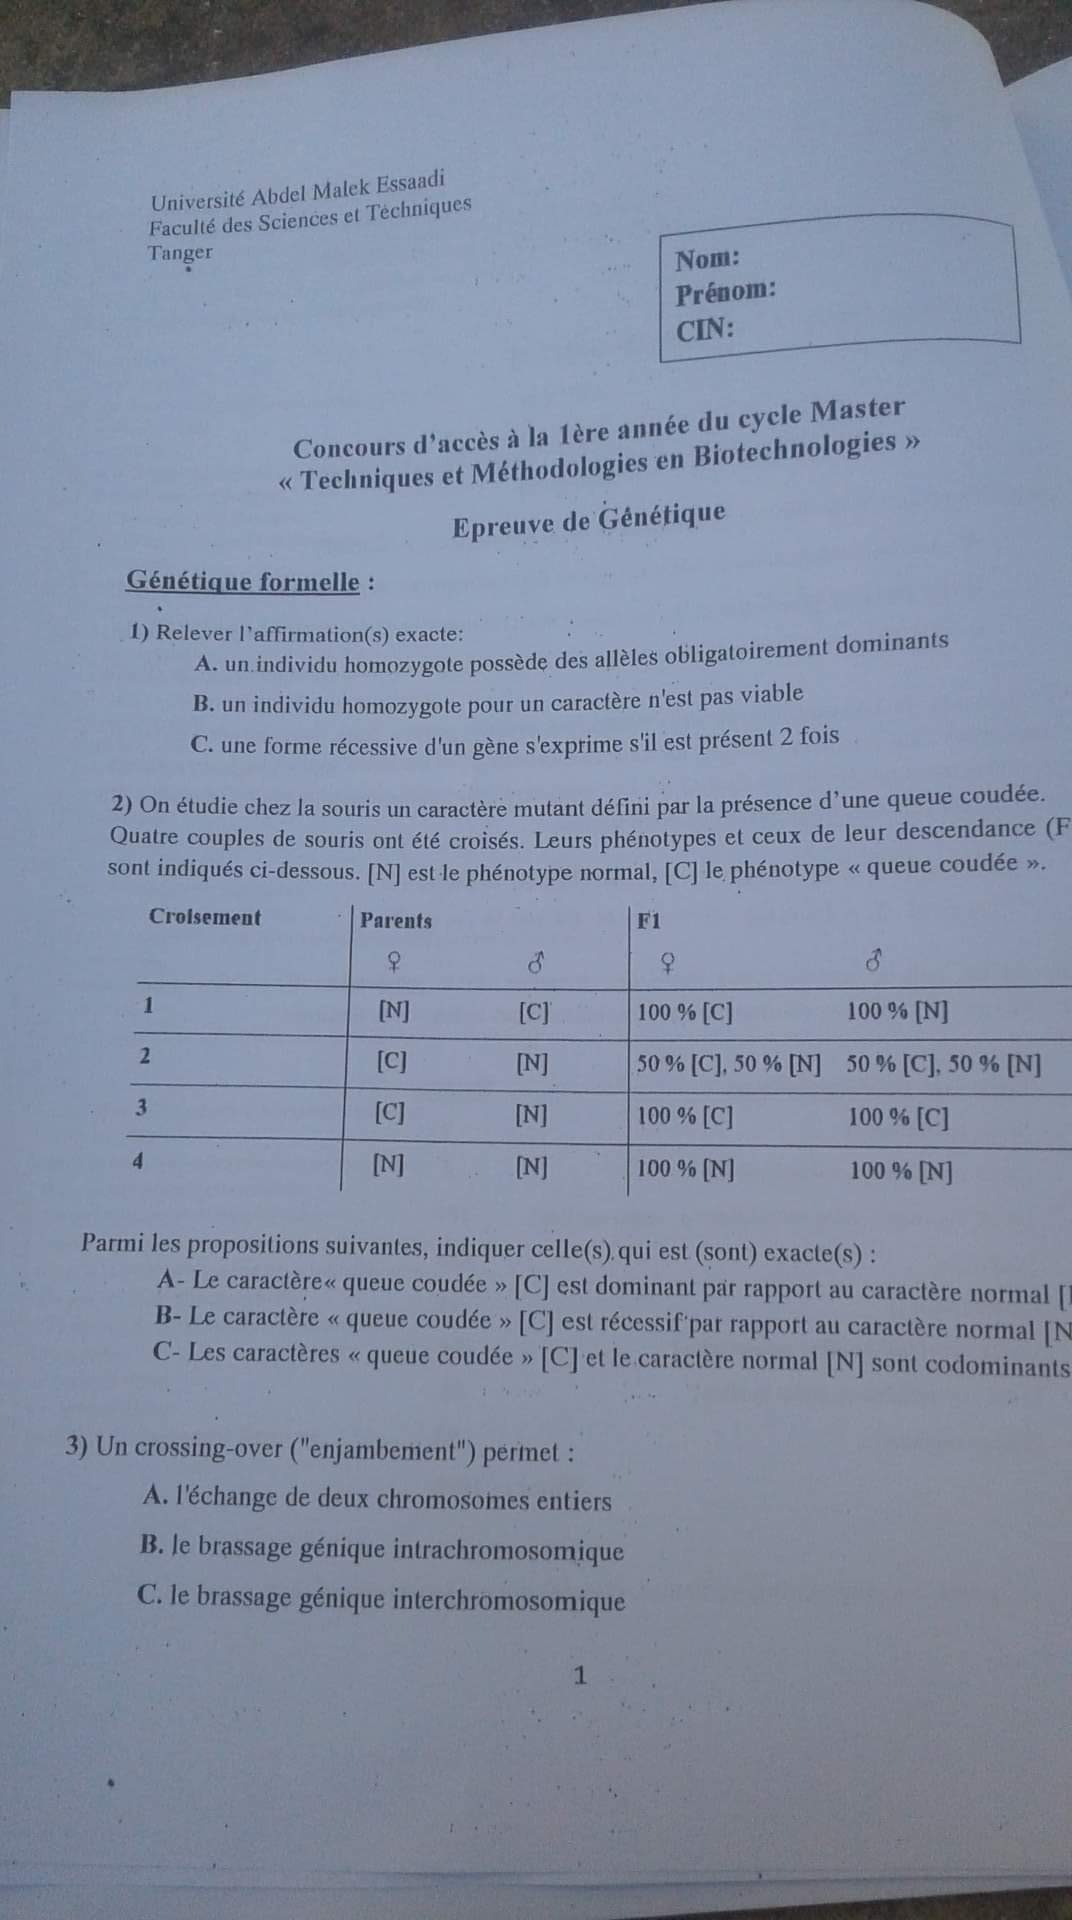 Université Abdel Malek Essaadi
Faculté des Sciences et Techniques
Tanger
Nom:
Prénom:
CIN:
Concours d'accès à la 1ère année du cycle Master
« Techniques et Méthodologies en Biotechnologies »
Epreuve de Génétique
Génétique formelle :
1) Relever l'affirmation(s) exacte:
A. un individu homozygote possède des allèles obligatoirement dominants
B. un individu homozygote pour un caractère n'est pas viable
C. une forme récessive d'un gène s'exprime s'il est présent 2 fois
2) On étudie chez la souris un caractère mutant défini par la présence d'une queue coudée.
Quatre couples de souris ont été croisés. Leurs phénotypes et ceux de leur descendance (F
sont indiqués ci-dessous. [N] est le phénotype normal, [C] le phénotype « queue coudée ».
Croisement Parents F1
♀ ♂ ♀ ♂
1 [N] [C] 100 % [C] 100 % [N]
2 [C] [N] 50 % [C], 50 % [N] 50 % [C], 50 % [N]
3 [C] [N] 100 % [C] 100 % [C]
4 [N] [N] 100 % [N] 100 % [N]
Parmi les propositions suivantes, indiquer celle(s) qui est (sont) exacte(s) :
A- Le caractère« queue coudée » [C] est dominant par rapport au caractère normal [
B- Le caractère « queue coudée » [C] est récessif par rapport au caractère normal [N
C- Les caractères « queue coudée » [C] et le caractère normal [N] sont codominants
3) Un crossing-over ("enjambement") permet :
A. l'échange de deux chromosomes entiers
B. le brassage génique intrachromosomique
C. le brassage génique interchromosomique
1